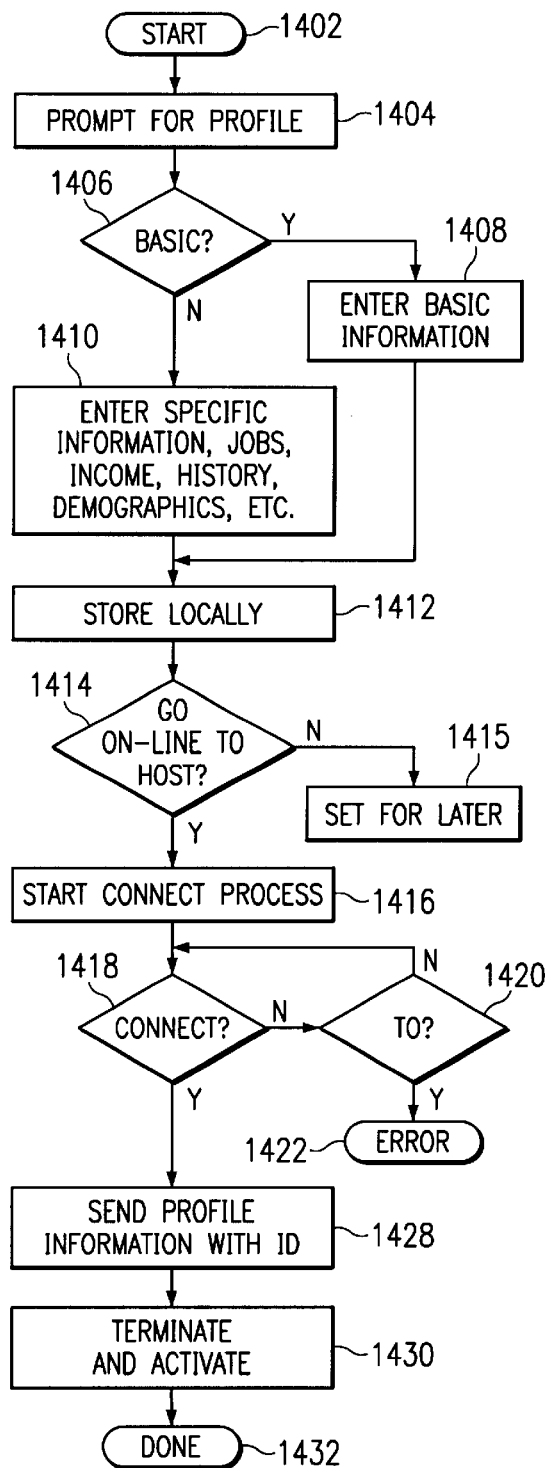 START
1402
PROMPT FOR PROFILE
1404
1406
BASIC?
Y
N
1408
ENTER BASIC
INFORMATION
1410
ENTER SPECIFIC
INFORMATION, JOBS,
INCOME, HISTORY,
DEMOGRAPHICS, ETC.
STORE LOCALLY
1412
1414
GO
ON-LINE TO
HOST?
N
Y
1415
SET FOR LATER
START CONNECT PROCESS
1416
1418
CONNECT?
N
Y
N
1420
TO?
Y
1422
ERROR
SEND PROFILE
INFORMATION WITH ID
1428
TERMINATE
AND ACTIVATE
1430
DONE
1432